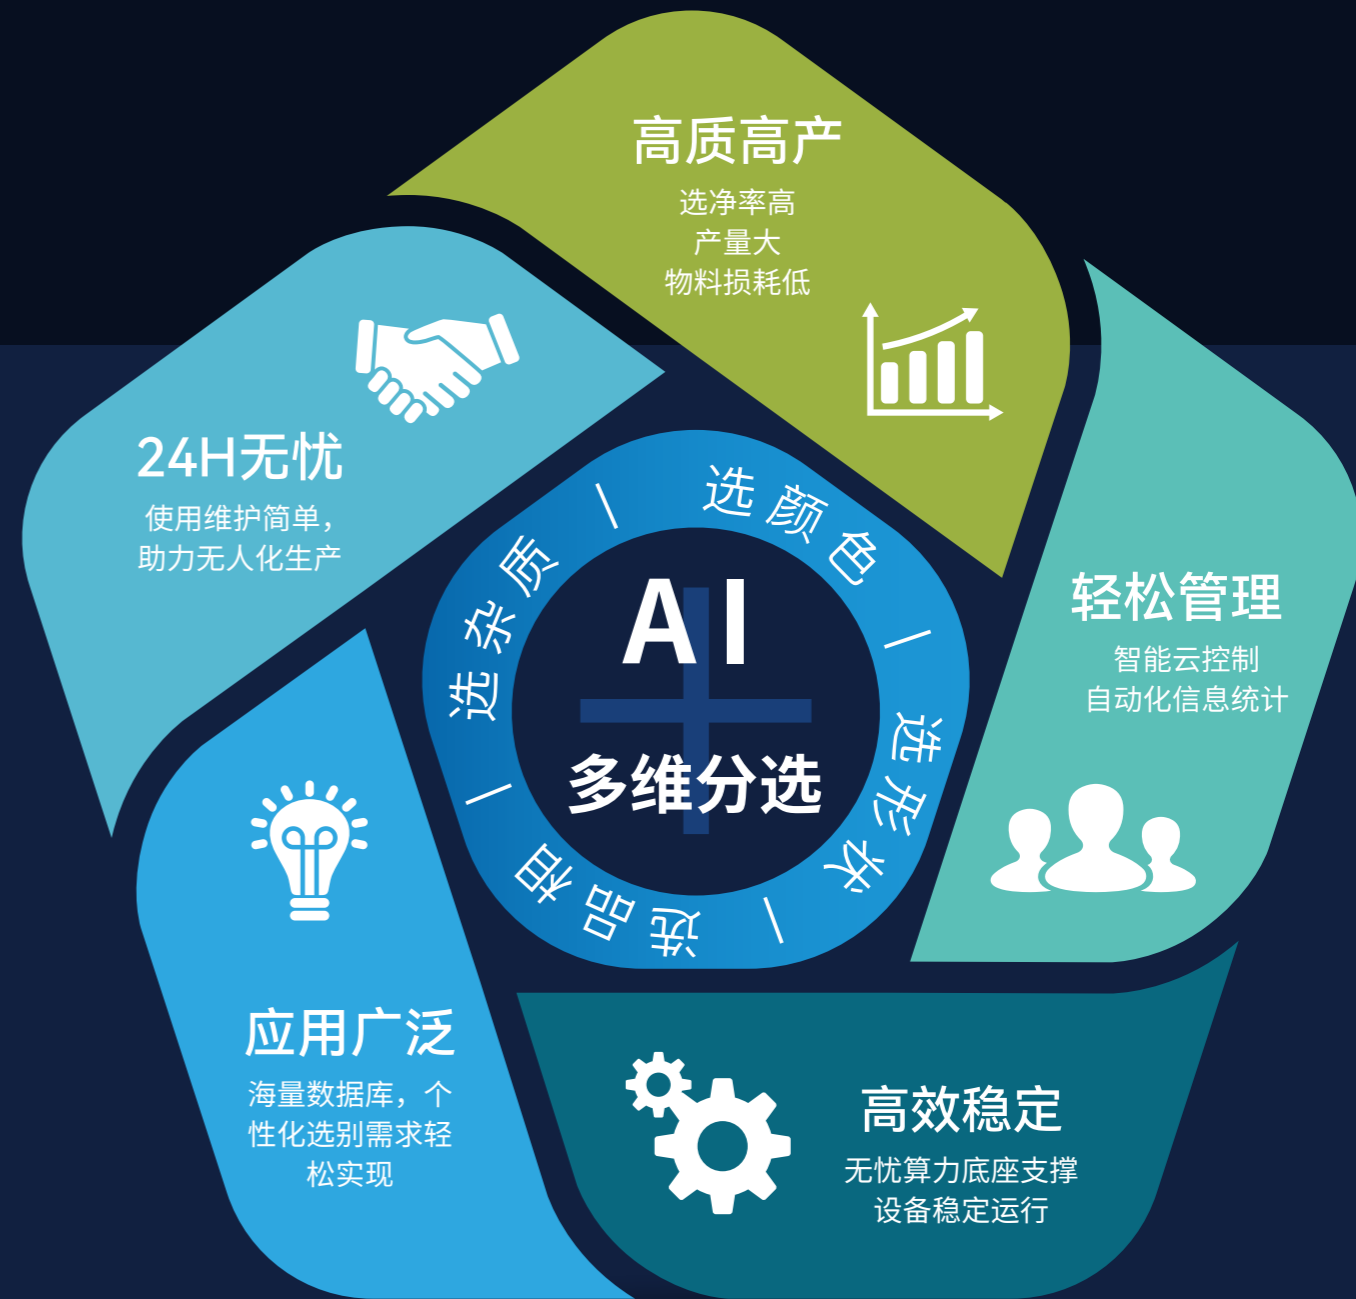 高质高产
选净率高
产量大
物料损耗低
24H无忧
使用维护简单，
助力无人化生产
轻松管理
智能云控制
自动化信息统计
选颜色 | 选形状 | 选品相 | 选杂质 |
AI
多维分选
应用广泛
海量数据库，个
性化选别需求轻
松实现
高效稳定
无忧算力底座支撑
设备稳定运行